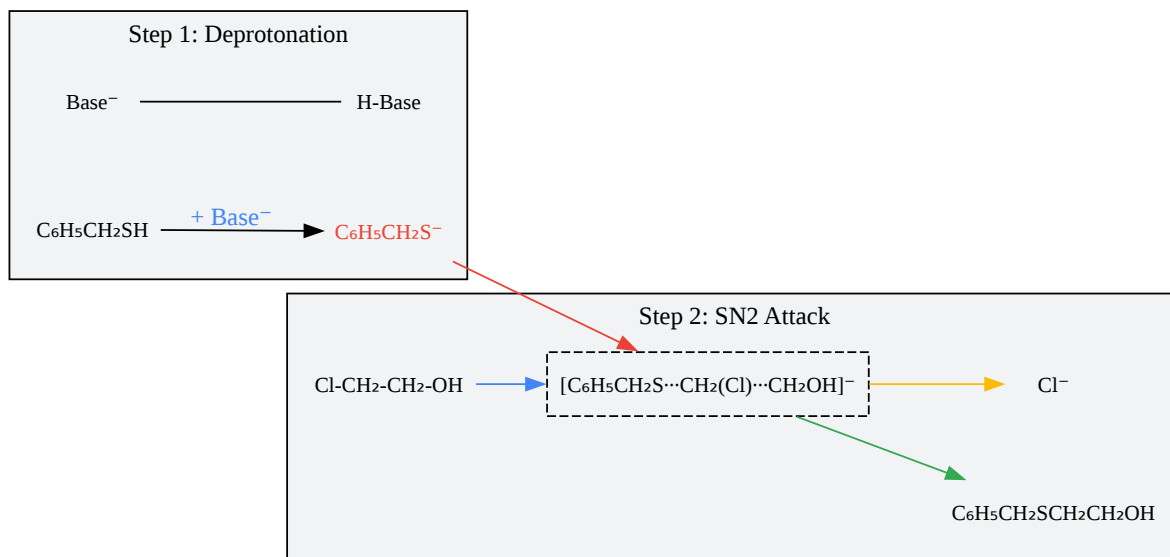 Step 1: Deprotonation
Base⁻
H-Base
+ Base⁻
C₆H₅CH₂SH
C₆H₅CH₂S⁻
Step 2: SN2 Attack
Cl-CH₂-CH₂-OH
[C₆H₅CH₂S···CH₂(Cl)···CH₂OH]⁻
Cl⁻
C₆H₅CH₂SCH₂CH₂OH